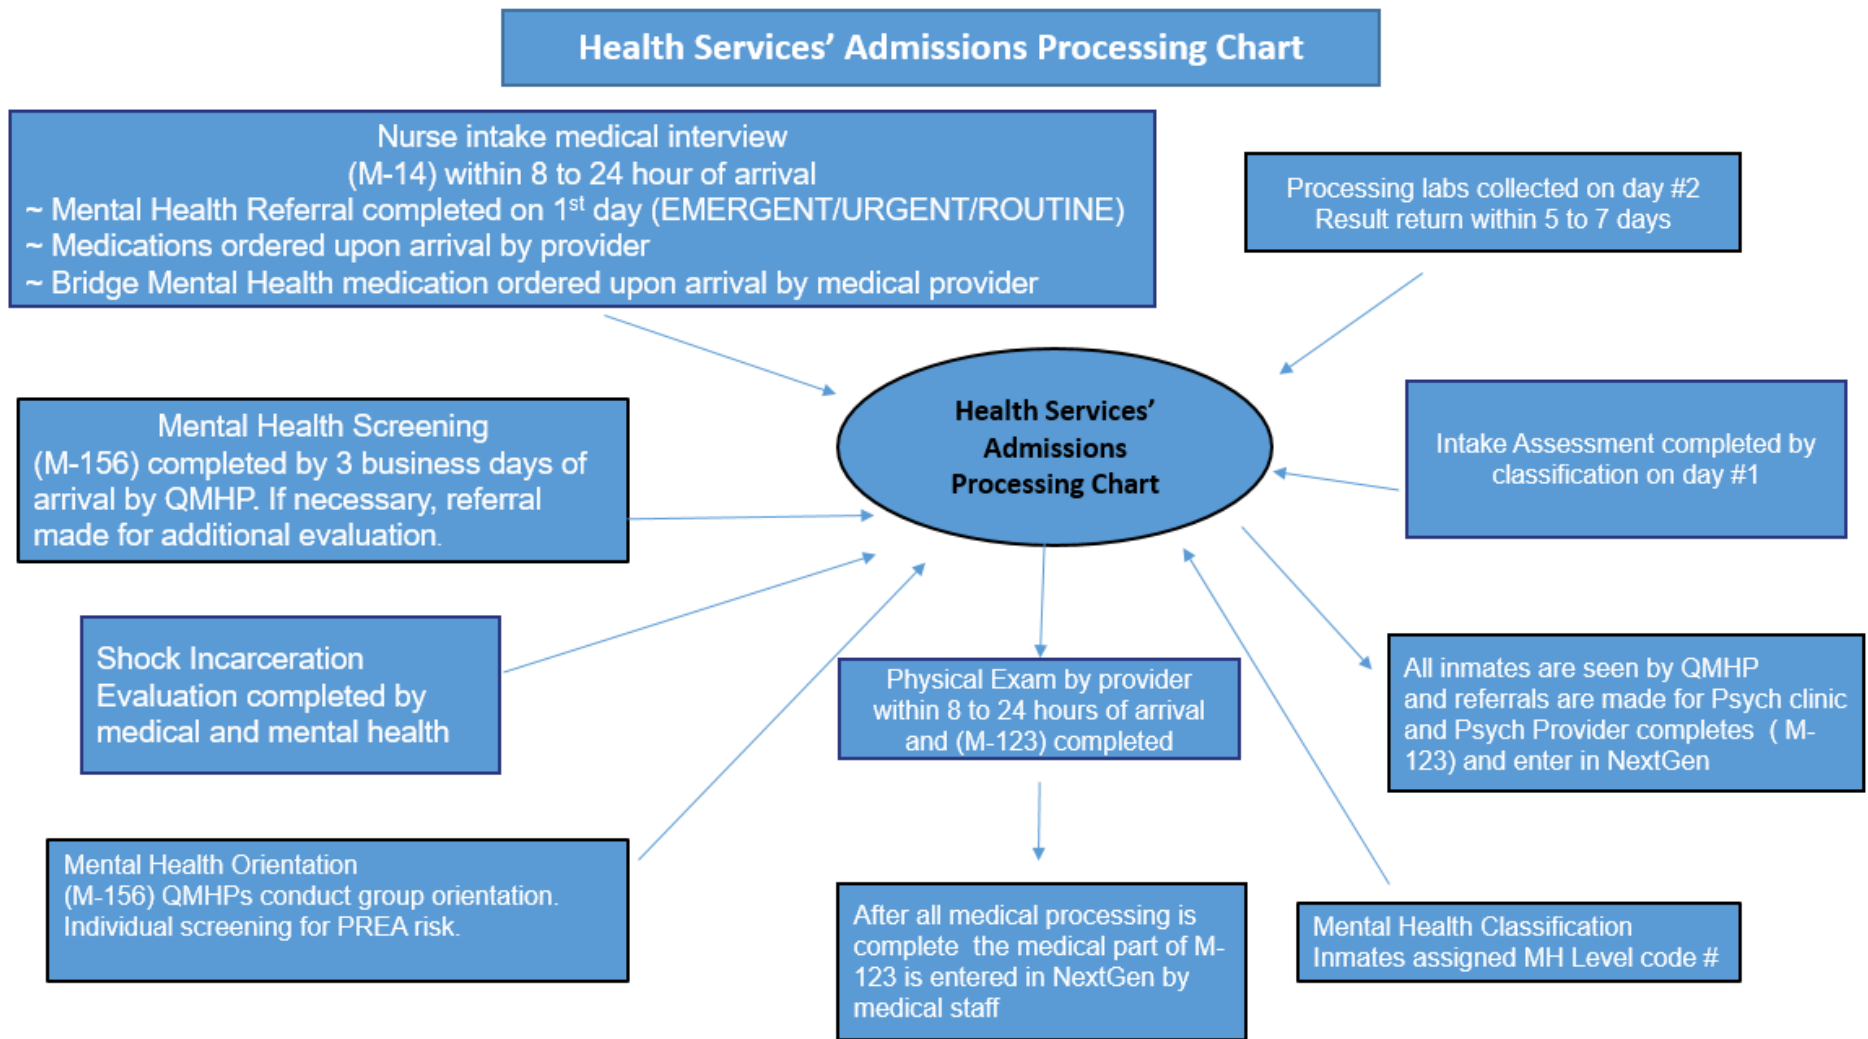 Health Services’ Admissions Processing Chart
Nurse intake medical interview
(M-14) within 8 to 24 hour of arrival
~ Mental Health Referral completed on 1st day (EMERGENT/URGENT/ROUTINE)
~ Medications ordered upon arrival by provider
~ Bridge Mental Health medication ordered upon arrival by medical provider
Processing labs collected on day #2
Result return within 5 to 7 days
Mental Health Screening
(M-156) completed by 3 business days of
arrival by QMHP. If necessary, referral
made for additional evaluation.
Health Services’
Admissions
Processing Chart
Intake Assessment completed by
classification on day #1
Shock Incarceration
Evaluation completed by
medical and mental health
Physical Exam by provider
within 8 to 24 hours of arrival
and (M-123) completed
All inmates are seen by QMHP
and referrals are made for Psych clinic
and Psych Provider completes ( M-
123) and enter in NextGen
Mental Health Orientation
(M-156) QMHPs conduct group orientation.
Individual screening for PREA risk.
After all medical processing is
complete the medical part of M-
123 is entered in NextGen by
medical staff
Mental Health Classification
Inmates assigned MH Level code #